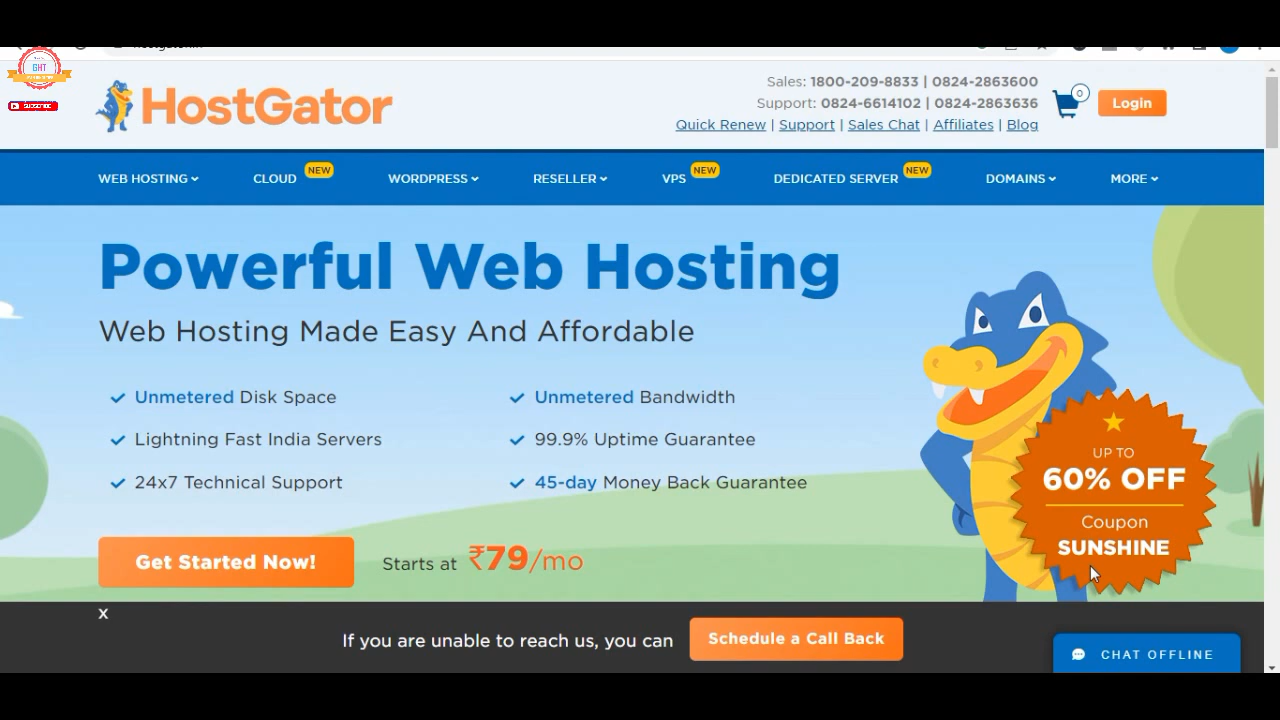 GHT
SUBSCRIBE
HostGator
Sales: 1800-209-8833 | 0824-2863600
Support: 0824-6614102 | 0824-2863636
Quick Renew | Support | Sales Chat | Affiliates | Blog
0
Login
WEB HOSTING
CLOUD NEW
WORDPRESS
RESELLER
VPS NEW
DEDICATED SERVER NEW
DOMAINS
MORE
Powerful Web Hosting
Web Hosting Made Easy And Affordable
Unmetered Disk Space
Unmetered Bandwidth
Lightning Fast India Servers
99.9% Uptime Guarantee
24x7 Technical Support
45-day Money Back Guarantee
UP TO
60% OFF
Coupon
SUNSHINE
Get Started Now!
Starts at ₹79/mo
X
If you are unable to reach us, you can
Schedule a Call Back
CHAT OFFLINE